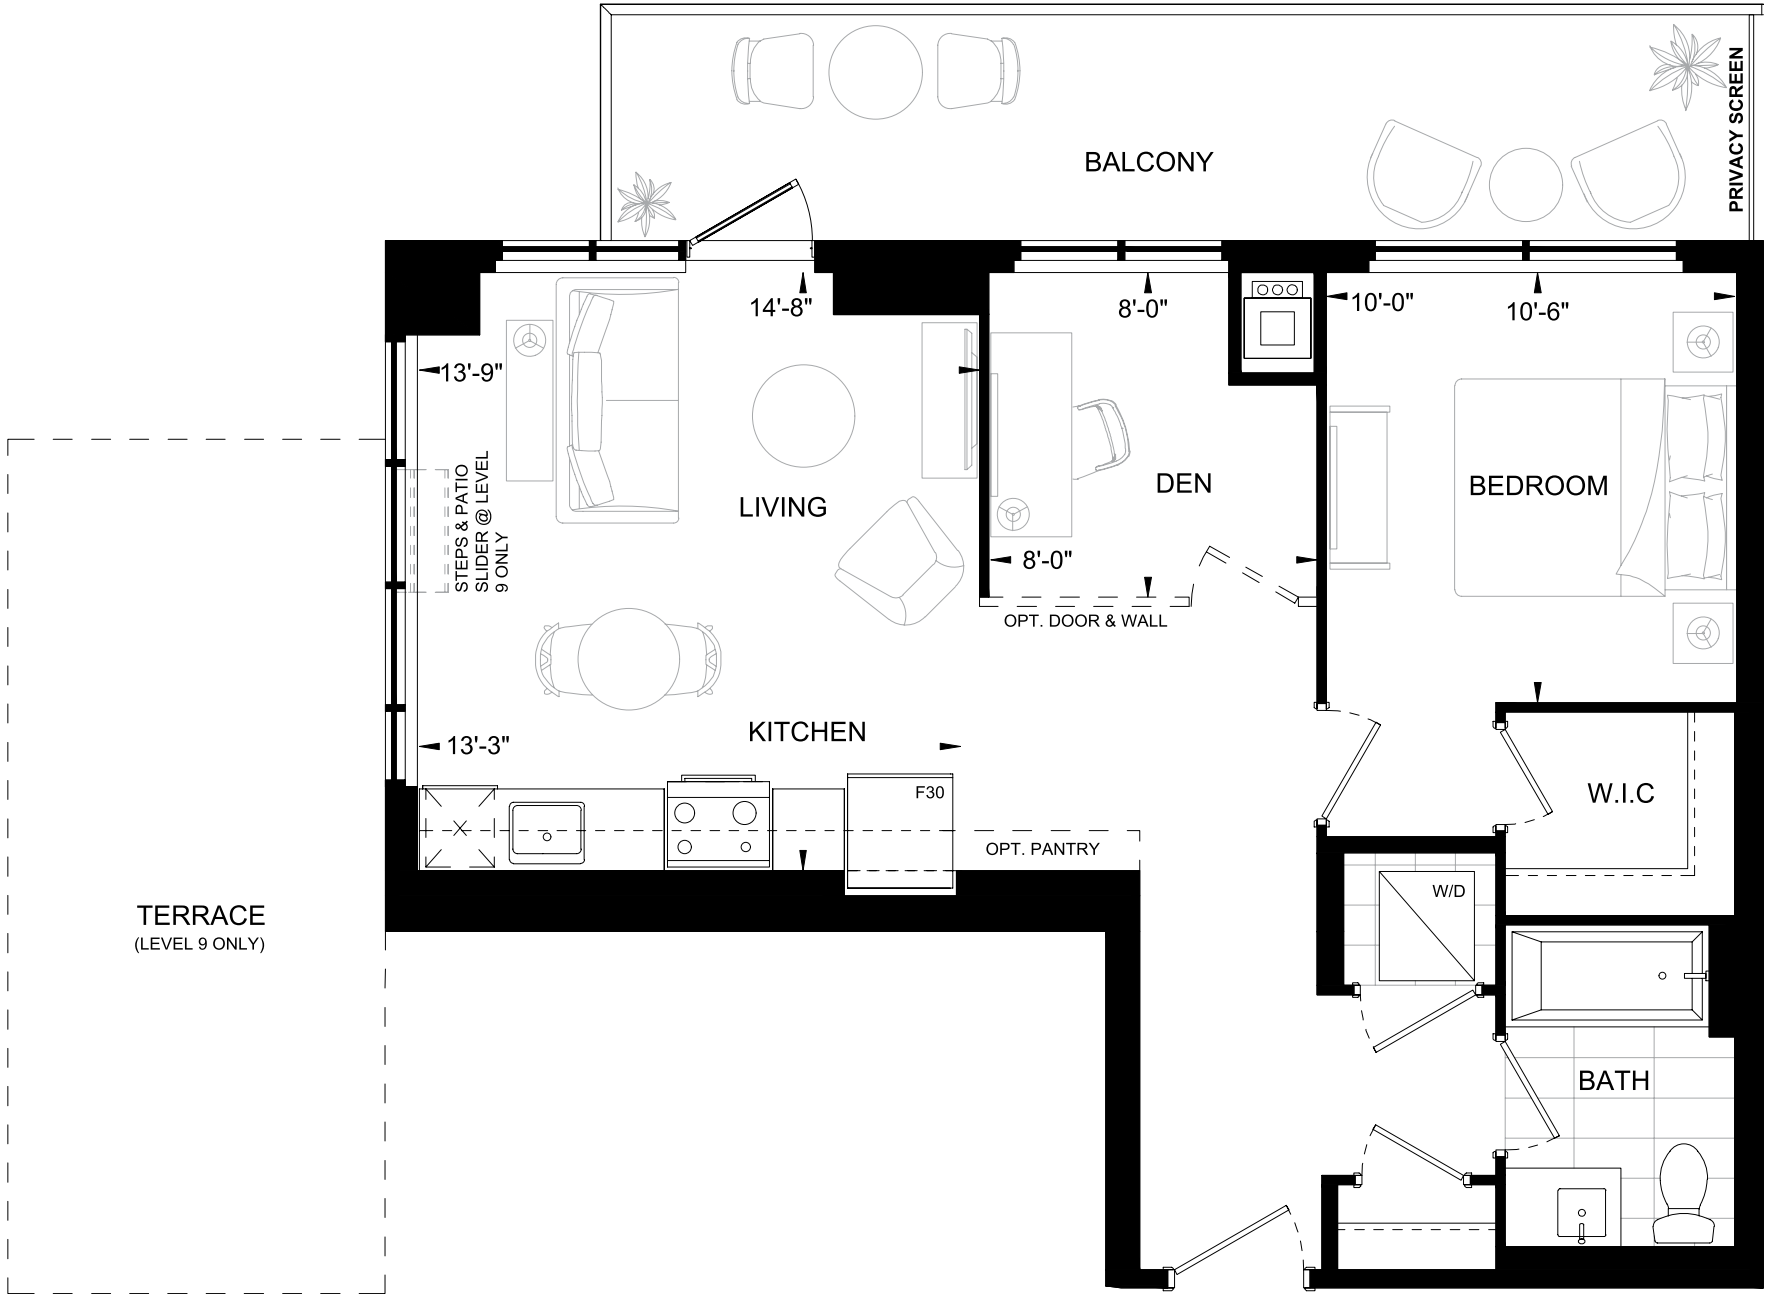 PRIVACY SCREEN
BALCONY
14'-8"
8'-0"
10'-0"
10'-6"
13'-9"
STEPS & PATIO
SLIDER @ LEVEL
9 ONLY
LIVING
DEN
BEDROOM
8'-0"
OPT. DOOR & WALL
KITCHEN
13'-3"
F30
W.I.C
OPT. PANTRY
W/D
TERRACE
(LEVEL 9 ONLY)
BATH